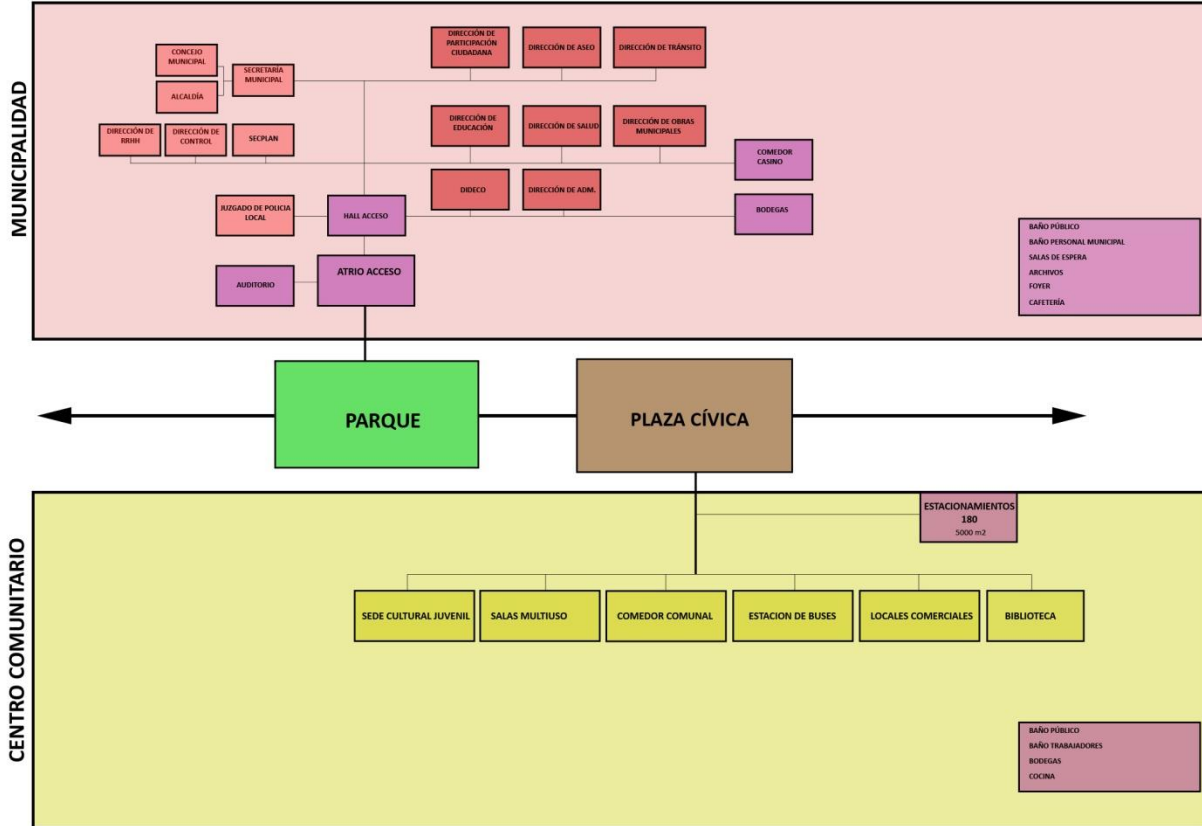 MUNICIPALIDAD
DIRECCIÓN DE
PARTICIPACIÓN
CIUDADANA
DIRECCIÓN DE ASEO
DIRECCIÓN DE TRÁNSITO
CONCEJO
MUNICIPAL
SECRETARÍA
MUNICIPAL
ALCALDÍA
DIRECCIÓN DE
RRHH
DIRECCIÓN DE
CONTROL
SECPLAN
DIRECCIÓN DE
EDUCACIÓN
DIRECCIÓN DE SALUD
DIRECCIÓN DE OBRAS
MUNICIPALES
COMEDOR
CASINO
DIDECO
DIRECCIÓN DE ADM.
JUZGADO DE POLICIA
LOCAL
HALL ACCESO
BODEGAS
AUDITORIO
ATRIO ACCESO
BAÑO PÚBLICO
BAÑO PERSONAL MUNICIPAL
SALAS DE ESPERA
ARCHIVOS
FOYER
CAFETERÍA
PARQUE
PLAZA CÍVICA
CENTRO COMUNITARIO
ESTACIONAMIENTOS
180
5000 m2
SEDE CULTURAL JUVENIL
SALAS MULTIUSO
COMEDOR COMUNAL
ESTACION DE BUSES
LOCALES COMERCIALES
BIBLIOTECA
BAÑO PÚBLICO
BAÑO TRABAJADORES
BODEGAS
COCINA